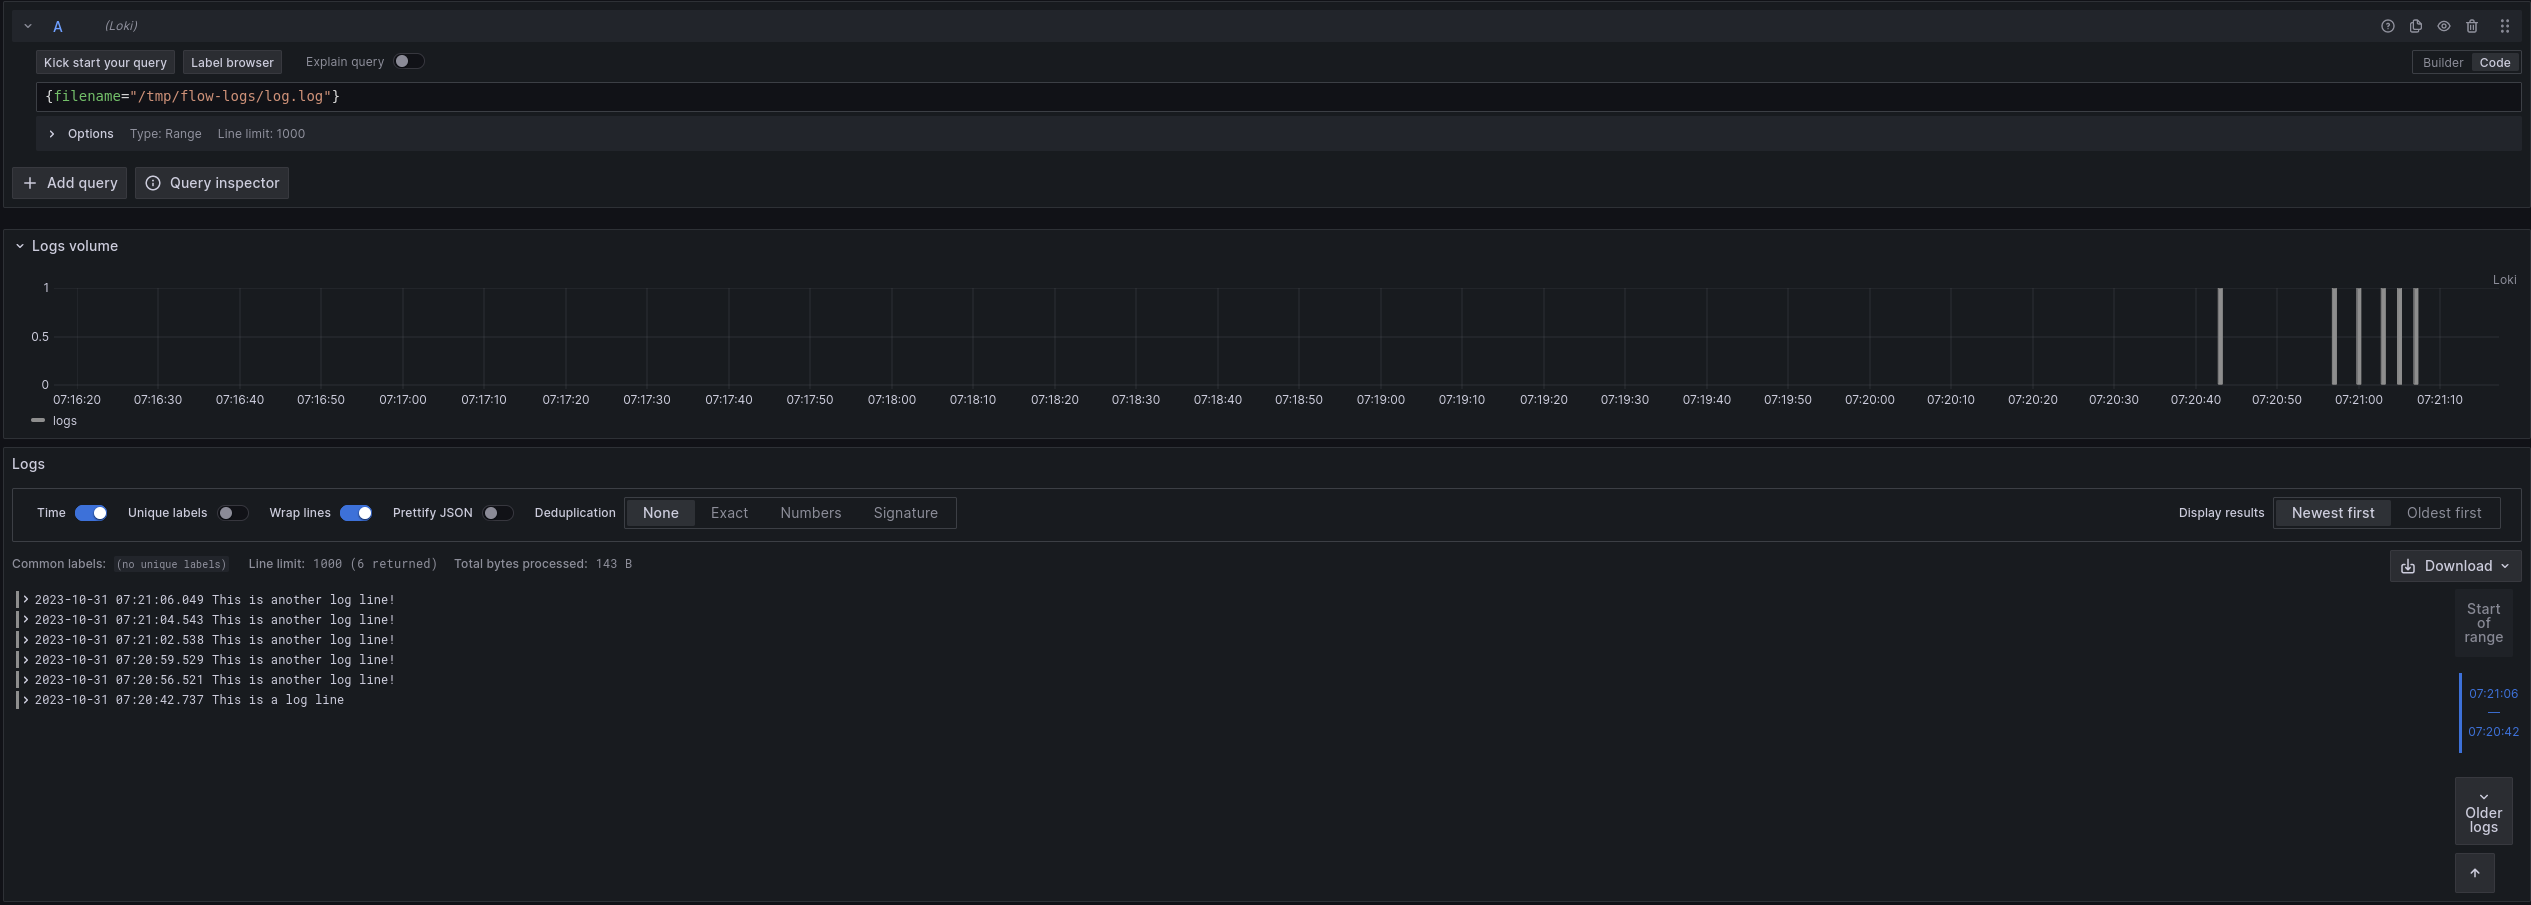 A (Loki)
Kick start your query Label browser Explain query Builder Code
{filename="/tmp/flow-logs/log.log"}
Options Type: Range Line limit: 1000
Add query Query inspector
Logs volume
Loki
1
0.5
0
07:16:20 07:16:30 07:16:40 07:16:50 07:17:00 07:17:10 07:17:20 07:17:30 07:17:40 07:17:50 07:18:00 07:18:10 07:18:20 07:18:30 07:18:40 07:18:50 07:19:00 07:19:10 07:19:20 07:19:30 07:19:40 07:19:50 07:20:00 07:20:10 07:20:20 07:20:30 07:20:40 07:20:50 07:21:00 07:21:10
logs
Logs
Time Unique labels Wrap lines Prettify JSON Deduplication None Exact Numbers Signature Display results Newest first Oldest first
Common labels: (no unique labels) Line limit: 1000 (6 returned) Total bytes processed: 143 B
Download
2023-10-31 07:21:06.049 This is another log line!
2023-10-31 07:21:04.543 This is another log line!
2023-10-31 07:21:02.538 This is another log line!
2023-10-31 07:20:59.529 This is another log line!
2023-10-31 07:20:56.521 This is another log line!
2023-10-31 07:20:42.737 This is a log line
Start
of
range
07:21:06
—
07:20:42
Older
logs